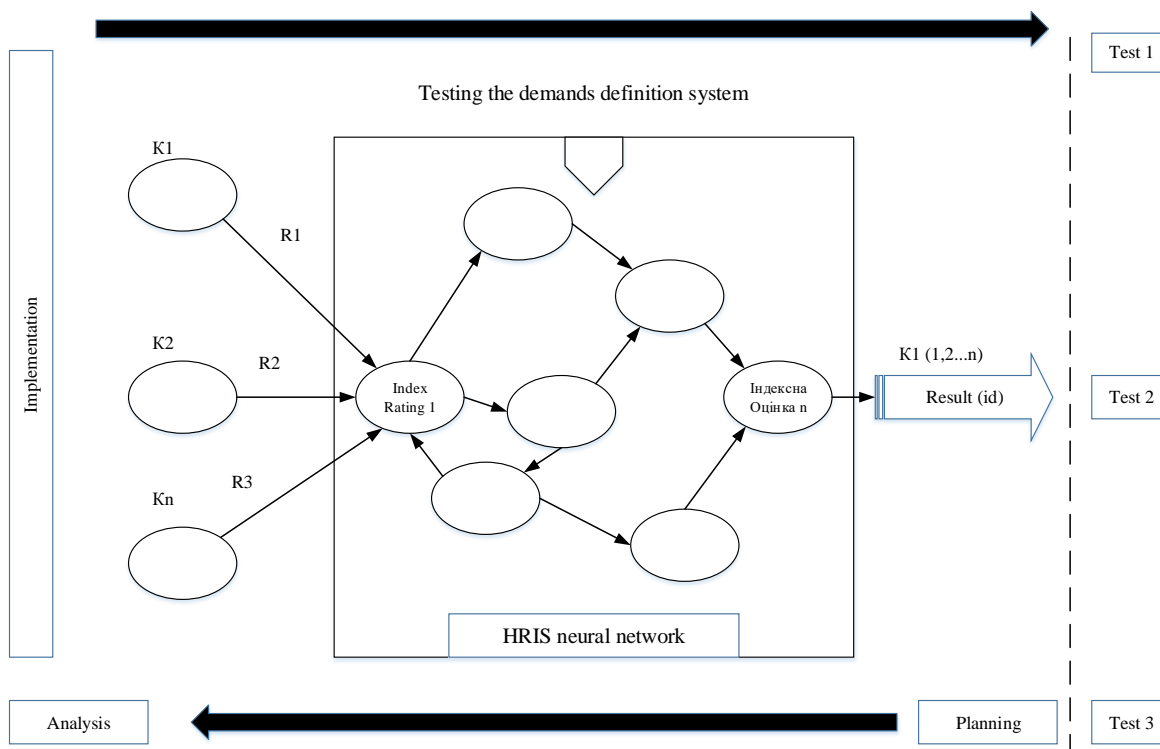 Test 1
Testing the demands definition system
K1
R1
Implementation
K2
R2
Index
Rating 1
Індексна
Оцінка n
K1 (1,2...n)
Result (id)
Test 2
Kn
R3
HRIS neural network
Analysis
Planning
Test 3